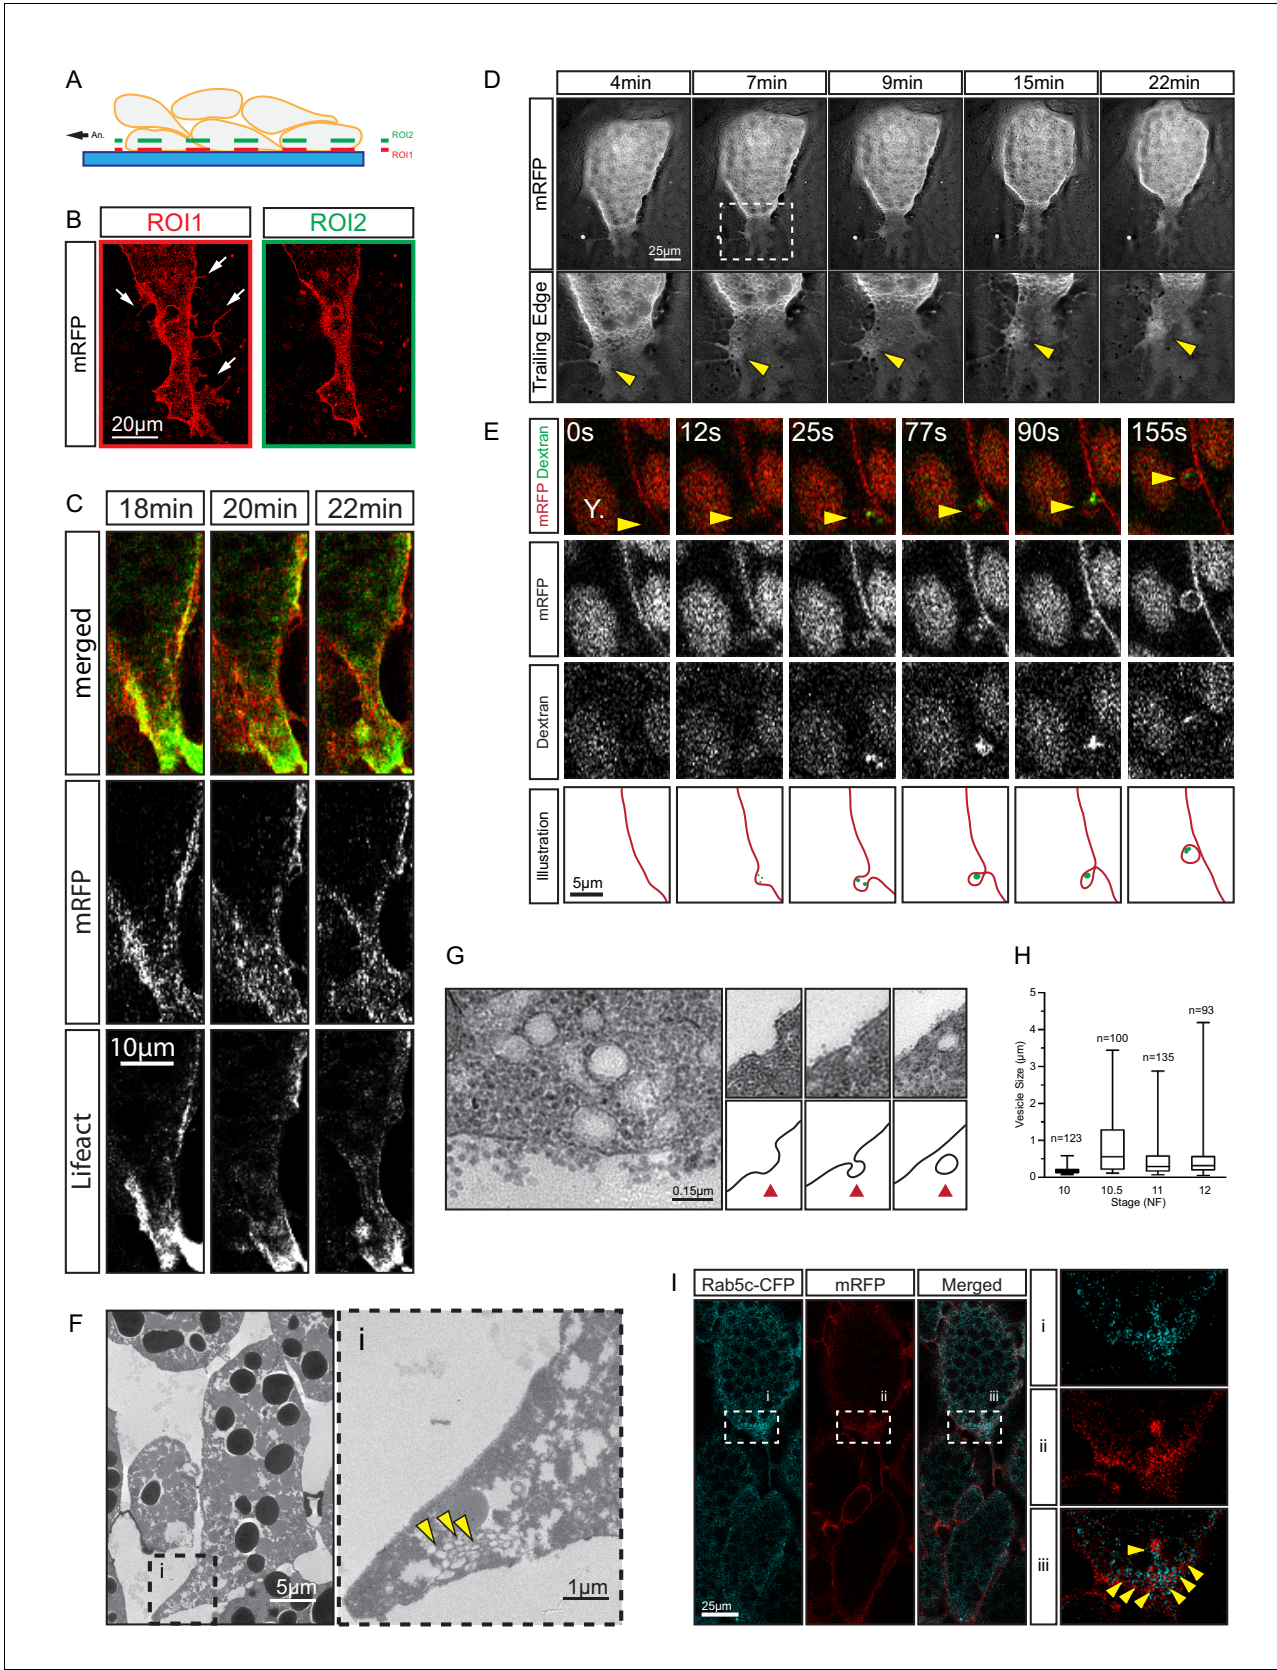 A
An.
ROI2
ROI1
B
ROI1
ROI2
mRFP
20µm
C
18min
20min
22min
merged
mRFP
Lifeact
10µm
D
4min
7min
9min
15min
22min
mRFP
25µm
Trailing Edge
E
mRFP Dextran
0s
12s
25s
77s
90s
155s
Y.
mRFP
Dextran
Illustration
5µm
F
i
5µm
i
1µm
G
0.15µm
H
Vesicle Size (µm)
5
4
3
2
1
0
n=123
n=100
n=135
n=93
10
10.5
11
12
Stage (NF)
I
Rab5c-CFP
mRFP
Merged
i
ii
iii
25µm
i
ii
iii